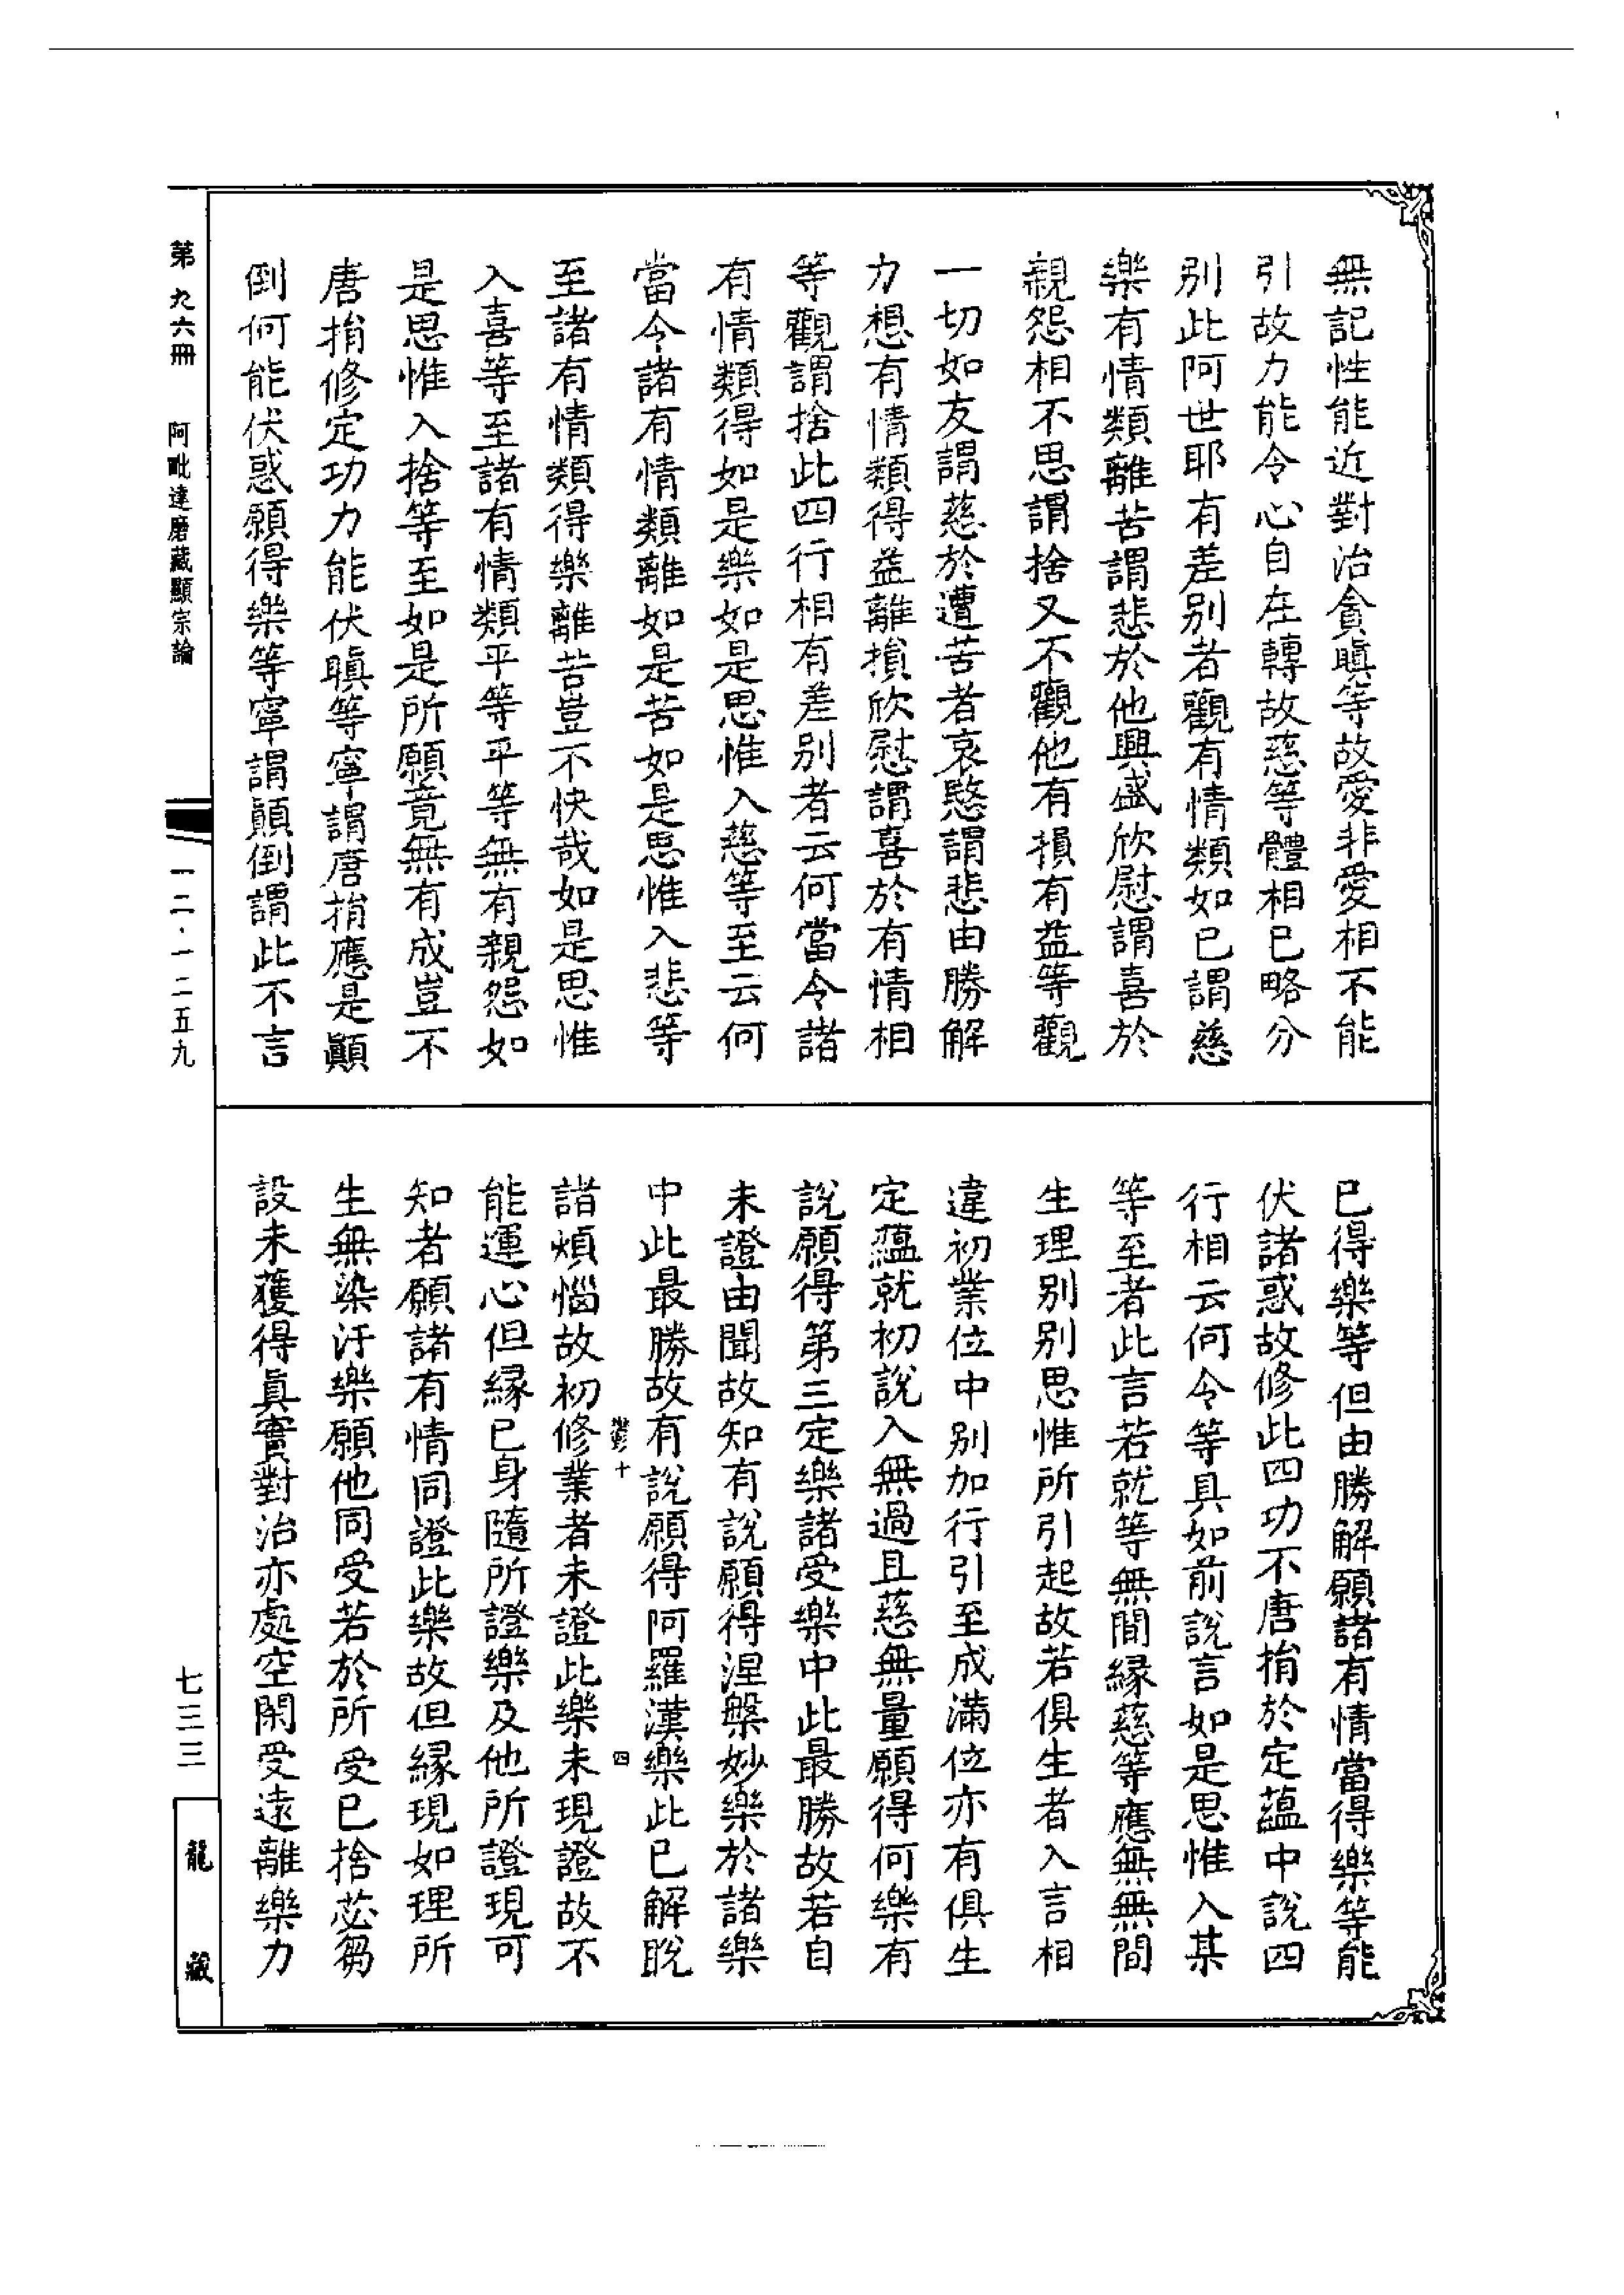 無記性能近對治貪瞋等故愛非愛相不能
引故力能令心自在轉故慈等體相已略分
別此阿世耶有差別者觀有情類如已謂慈
樂有情類離苦謂悲於他興盛欣慰謂喜於
親怨相不思謂捨又不觀他有損有益等觀
一切如友謂慈於遭苦者哀愍謂悲由勝解
力想有情類得益離損欣慰謂喜於有情相
等觀謂捨此四行相有差別者云何當令諸
有情類得如是樂如是思惟入慈等至云何
當令諸有情類離如是苦如是思惟入悲等
至諸有情類得樂離苦豈不快哉如是思惟
入喜等至諸有情類平等平等無有親怨如
是思惟入捨等至如是所願竟無有成豈不
唐捐修定功力能伏瞋等寧謂唐捐應是顚
倒何能伏惑願得樂等寧謂顚倒謂此不言
已得樂等但由勝解願諸有情當得樂等能
伏諸惑故修此四功不唐捐於定蘊中說四
行相云何令等具如前說言如是思惟入某
等至者此言若就等無間緣慈等應無無間
生理別別思惟所引起故若俱生者入言相
違初業位中別加行引至成滿位亦有俱生
定蘊就初說入無過且慈無量願得何樂有
說願得第三定樂諸受樂中此最勝故若自
未證由聞故知有說願得涅槃妙樂於諸樂
中此最勝故有說願得阿羅漢樂此已解脫
十 四
諸煩惱故初修業者未證此樂未現證故不
能運心但緣已身隨所證樂及他所證現可
知者願諸有情同證此樂故但緣現如理所
生無染汙樂願他同受若於所受已捨苾芻
設未獲得眞實對治亦處空閑受遠離樂力
第九六冊 阿毗達磨藏顯宗論 一二·一二五九 七三三
龍藏